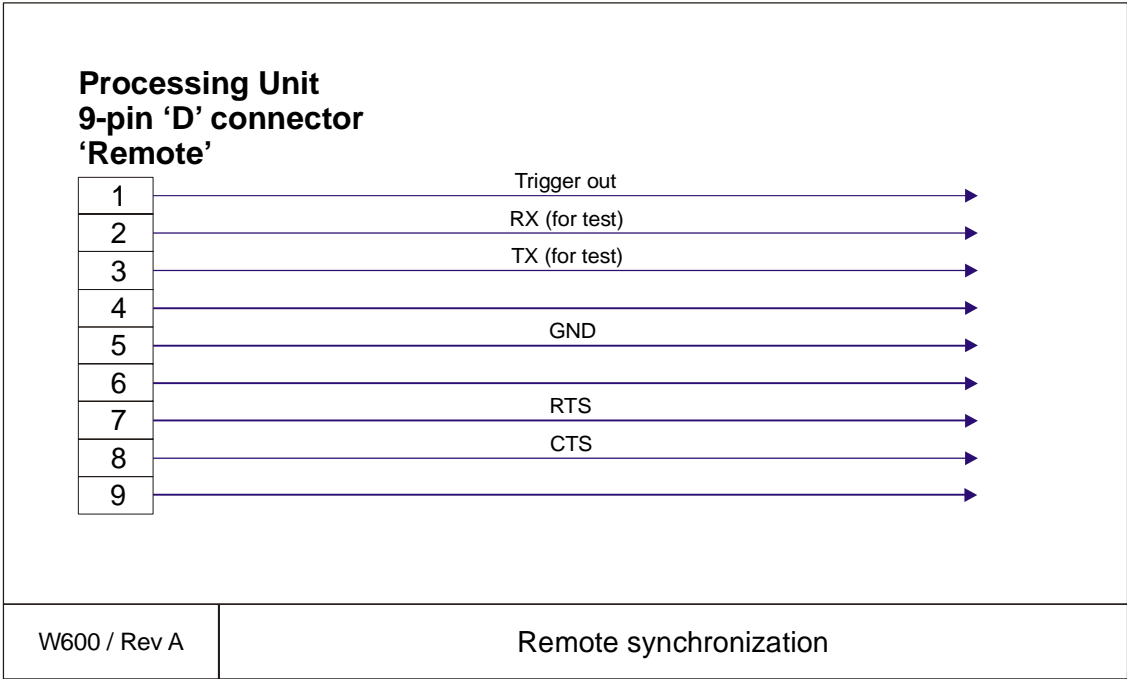 Processing Unit
9-pin ‘D’ connector
‘Remote’
1 Trigger out
2 RX (for test)
3 TX (for test)
4
5 GND
6
7 RTS
8 CTS
9
W600 / Rev A
Remote synchronization